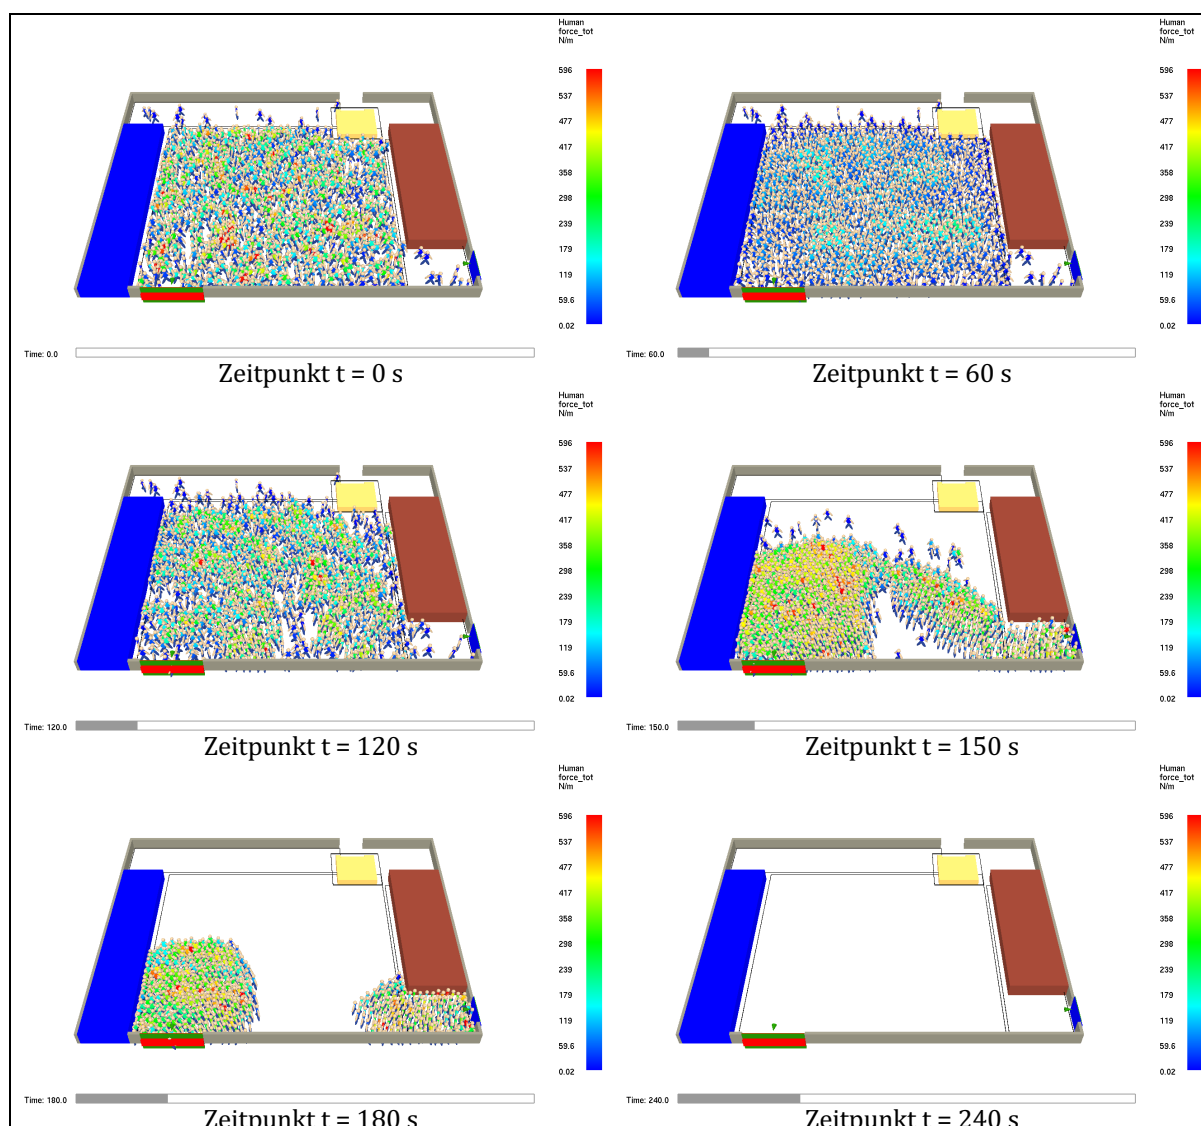 Human
force_tot
N/m
596
537
477
417
358
298
239
179
119
59.6
0.02
Time: 0.0
Zeitpunkt t = 0 s
Human
force_tot
N/m
596
537
477
417
358
298
239
179
119
59.6
0.02
Time: 60.0
Zeitpunkt t = 60 s
Human
force_tot
N/m
596
537
477
417
358
298
239
179
119
59.6
0.02
Time: 120.0
Zeitpunkt t = 120 s
Human
force_tot
N/m
596
537
477
417
358
298
239
179
119
59.6
0.02
Time: 150.0
Zeitpunkt t = 150 s
Human
force_tot
N/m
596
537
477
417
358
298
239
179
119
59.6
0.02
Time: 180.0
Zeitpunkt t = 180 s
Human
force_tot
N/m
596
537
477
417
358
298
239
179
119
59.6
0.02
Time: 240.0
Zeitpunkt t = 240 s